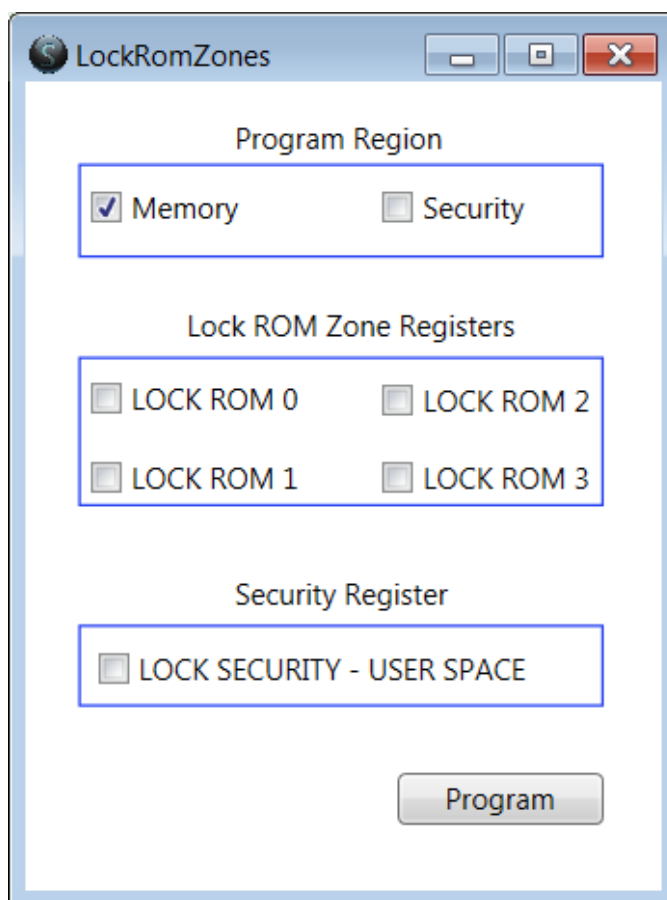 LockRomZones
Program Region
Memory Security
Lock ROM Zone Registers
LOCK ROM 0 LOCK ROM 2
LOCK ROM 1 LOCK ROM 3
Security Register
LOCK SECURITY - USER SPACE
Program